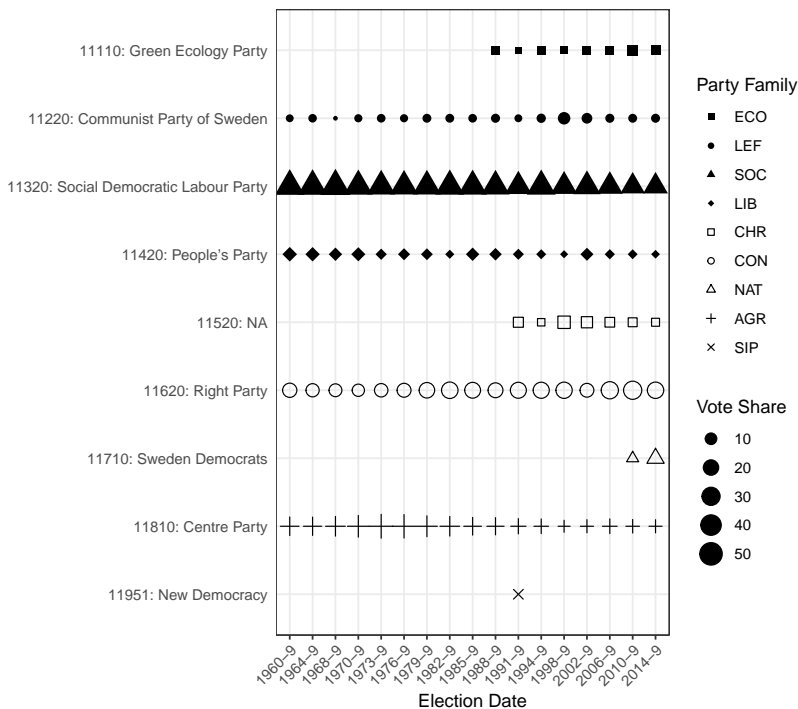 11110: Green Ecology Party
11220: Communist Party of Sweden
11320: Social Democratic Labour Party
11420: People's Party
11520: NA
11620: Right Party
11710: Sweden Democrats
11810: Centre Party
11951: New Democracy
1960–9
1964–9
1968–9
1970–9
1973–9
1976–9
1979–9
1982–9
1985–9
1988–9
1991–9
1994–9
1998–9
2002–9
2006–9
2010–9
2014–9
Election Date
Party Family
ECO
LEF
SOC
LIB
CHR
CON
NAT
AGR
SIP
Vote Share
10
20
30
40
50